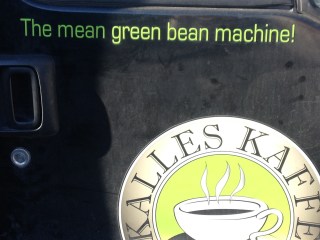 The mean green bean machine!
KALLES KAFFE